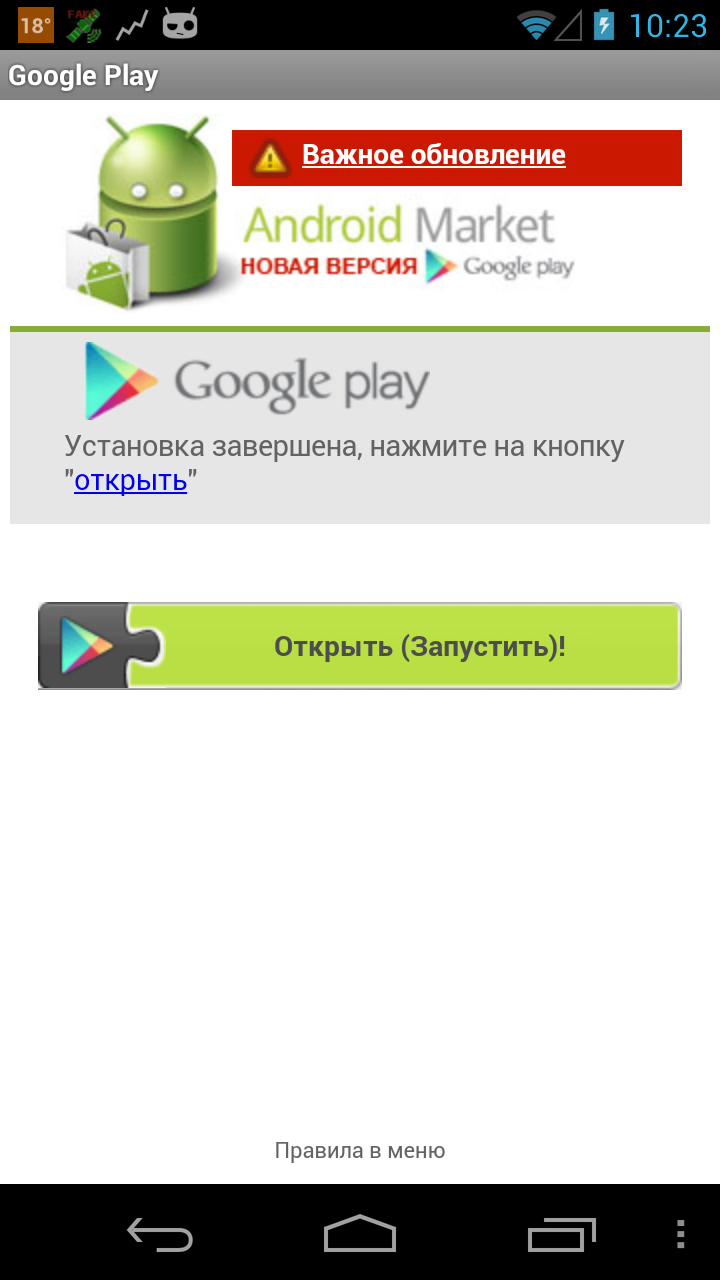 18°
FAKE
10:23
Google Play
Важное обновление
Android Market
НОВАЯ ВЕРСИЯ Google play
Google play
Установка завершена, нажмите на кнопку
"открыть"
Открыть (Запустить)!
Правила в меню